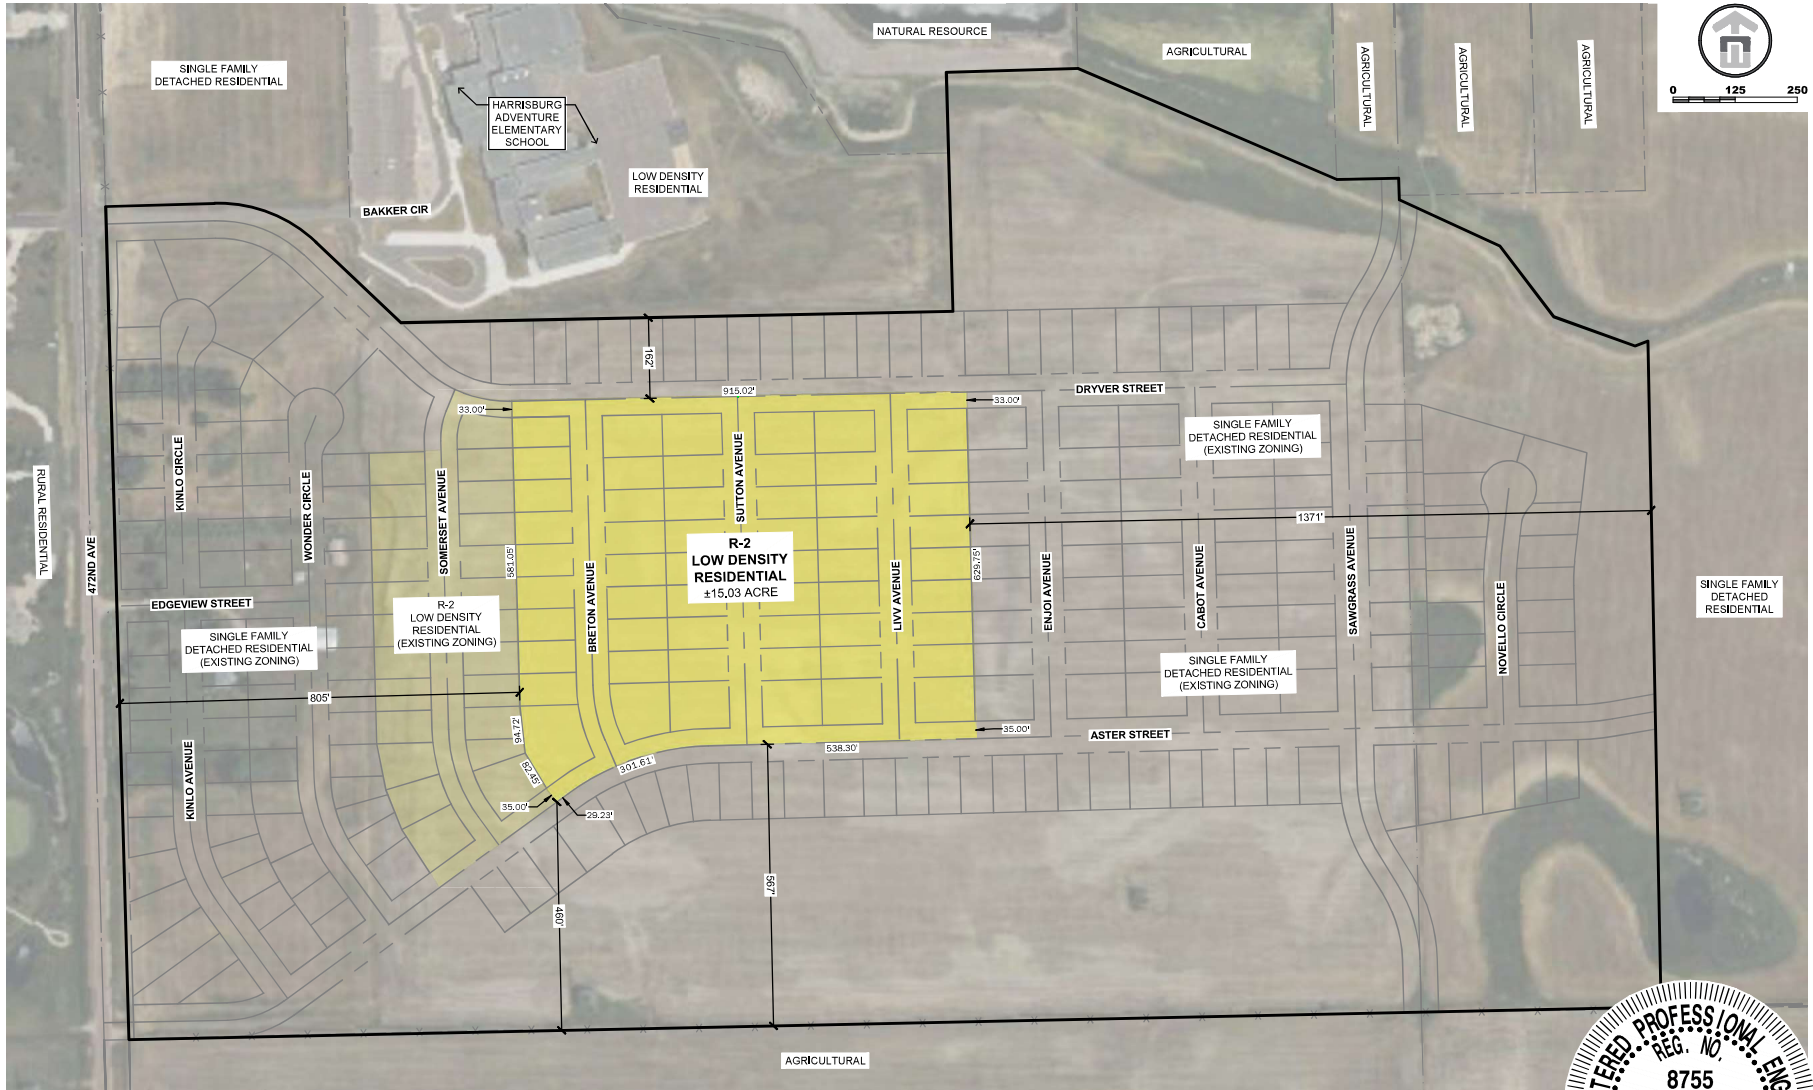 NATURAL RESOURCE
AGRICULTURAL
AGRICULTURAL
AGRICULTURAL
AGRICULTURAL
0 125 250
SINGLE FAMILY
DETACHED RESIDENTIAL
HARRISBURG
ADVENTURE
ELEMENTARY
SCHOOL
LOW DENSITY
RESIDENTIAL
BAKKER CIR
162'
915.02'
33.00'
33.00'
DRYVER STREET
SINGLE FAMILY
DETACHED RESIDENTIAL
(EXISTING ZONING)
RURAL RESIDENTIAL
472ND AVE
KINLO CIRCLE
WONDER CIRCLE
SOMERSET AVENUE
581.05'
BRETON AVENUE
SUTTON AVENUE
R-2
LOW DENSITY
RESIDENTIAL
±15.03 ACRE
LIVV AVENUE
629.75'
1371'
ENJOI AVENUE
CABOT AVENUE
SAWGRASS AVENUE
NOVELLO CIRCLE
SINGLE FAMILY
DETACHED
RESIDENTIAL
EDGEVIEW STREET
R-2
LOW DENSITY
RESIDENTIAL
(EXISTING ZONING)
SINGLE FAMILY
DETACHED RESIDENTIAL
(EXISTING ZONING)
SINGLE FAMILY
DETACHED RESIDENTIAL
(EXISTING ZONING)
805'
94.72'
82.45'
301.61'
538.30'
35.00'
ASTER STREET
KINLO AVENUE
35.00'
29.23'
460'
567'
AGRICULTURAL
TERED PROFESSIONAL ENG
REG. NO.
8755